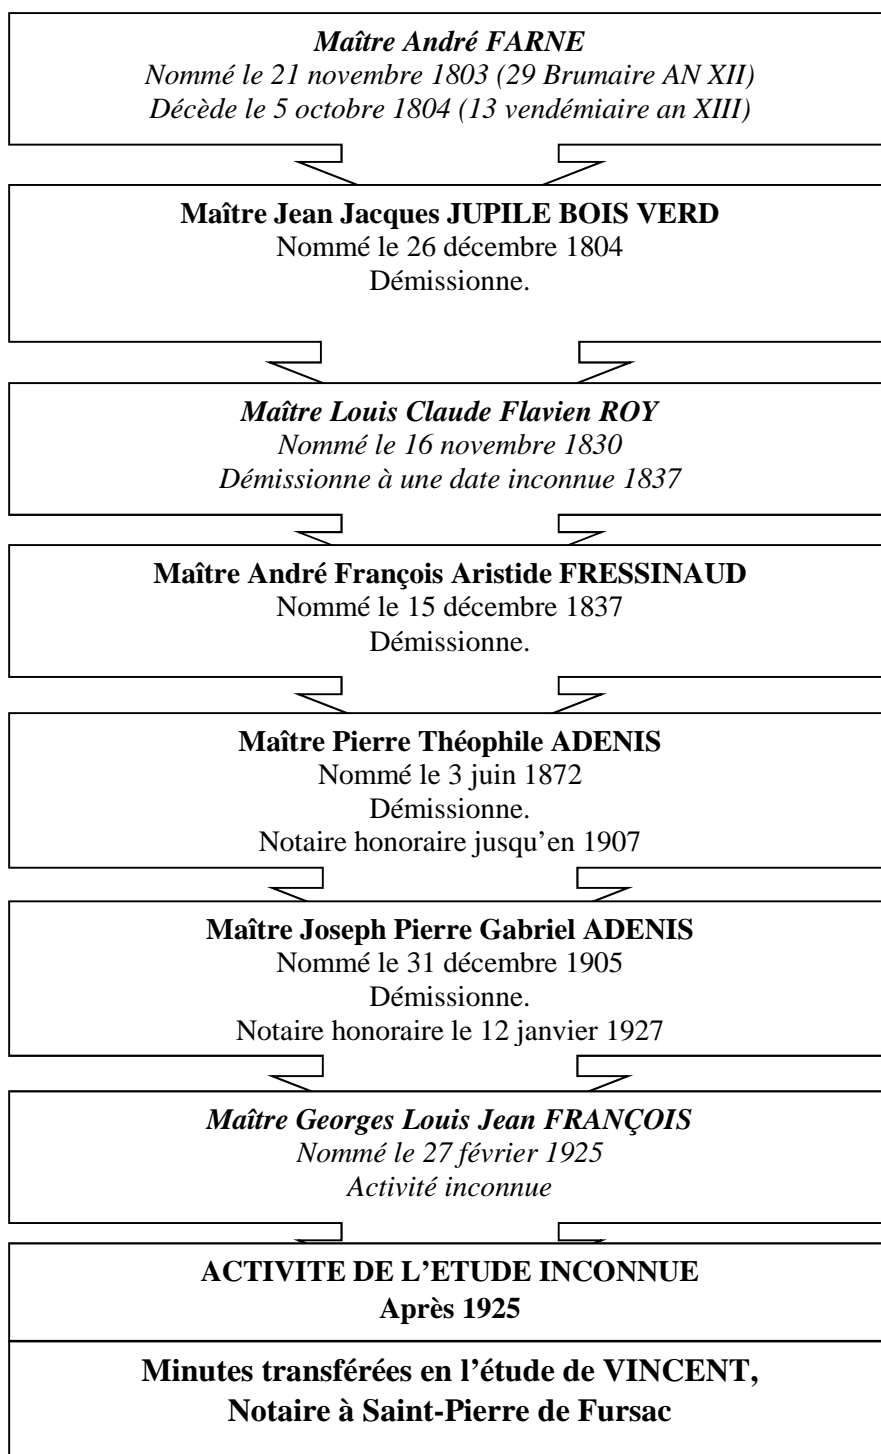 Maître André FARNE
Nommé le 21 novembre 1803 (29 Brumaire AN XII)
Décède le 5 octobre 1804 (13 vendémiaire an XIII)
Maître Jean Jacques JUPILE BOIS VERD
Nommé le 26 décembre 1804
Démissionne.
Maître Louis Claude Flavien ROY
Nommé le 16 novembre 1830
Démissionne à une date inconnue 1837
Maître André François Aristide FRESSINAUD
Nommé le 15 décembre 1837
Démissionne.
Maître Pierre Théophile ADENIS
Nommé le 3 juin 1872
Démissionne.
Notaire honoraire jusqu'en 1907
Maître Joseph Pierre Gabriel ADENIS
Nommé le 31 décembre 1905
Démissionne.
Notaire honoraire le 12 janvier 1927
Maître Georges Louis Jean FRANÇOIS
Nommé le 27 février 1925
Activité inconnue
ACTIVITE DE L'ETUDE INCONNUE
Après 1925
Minutes transférées en l'étude de VINCENT,
Notaire à Saint-Pierre de Fursac